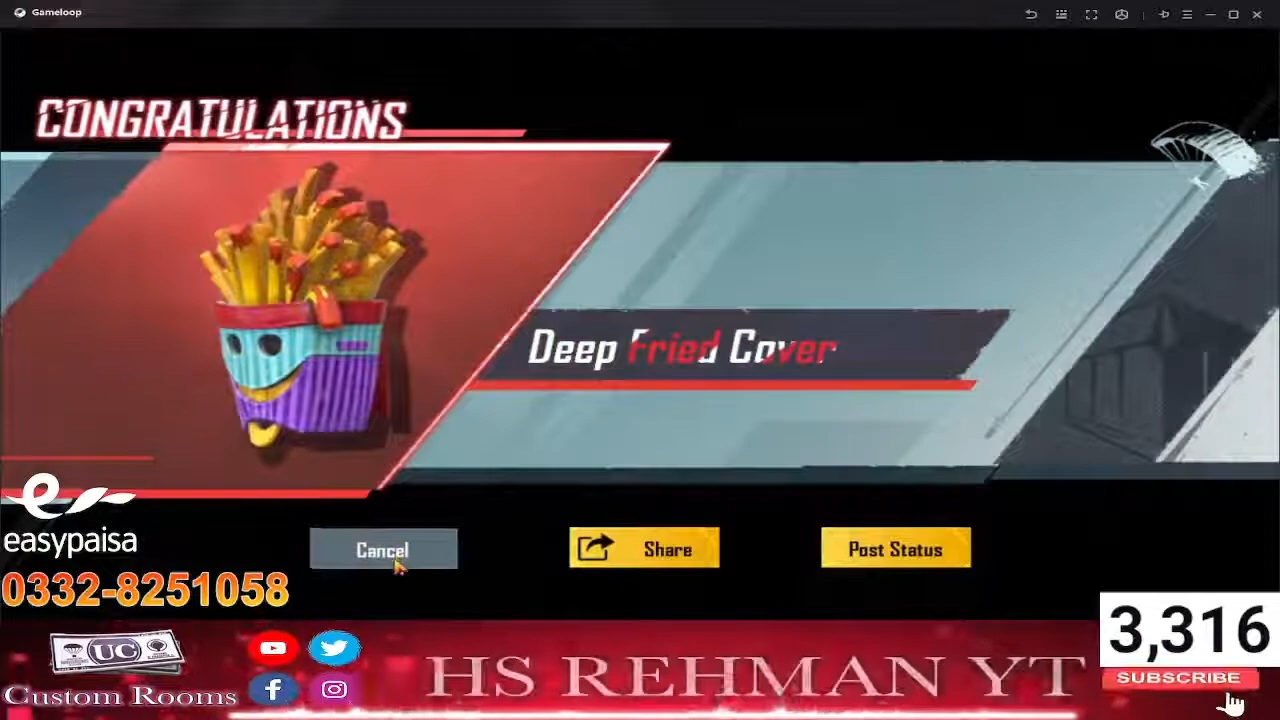 Gameloop
CONGRATULATIONS
Deep Fried Cover
easypaisa
0332-8251058
Cancel
Share
Post Status
UC
Custom Rooms
HS REHMAN YT
3,316
SUBSCRIBE